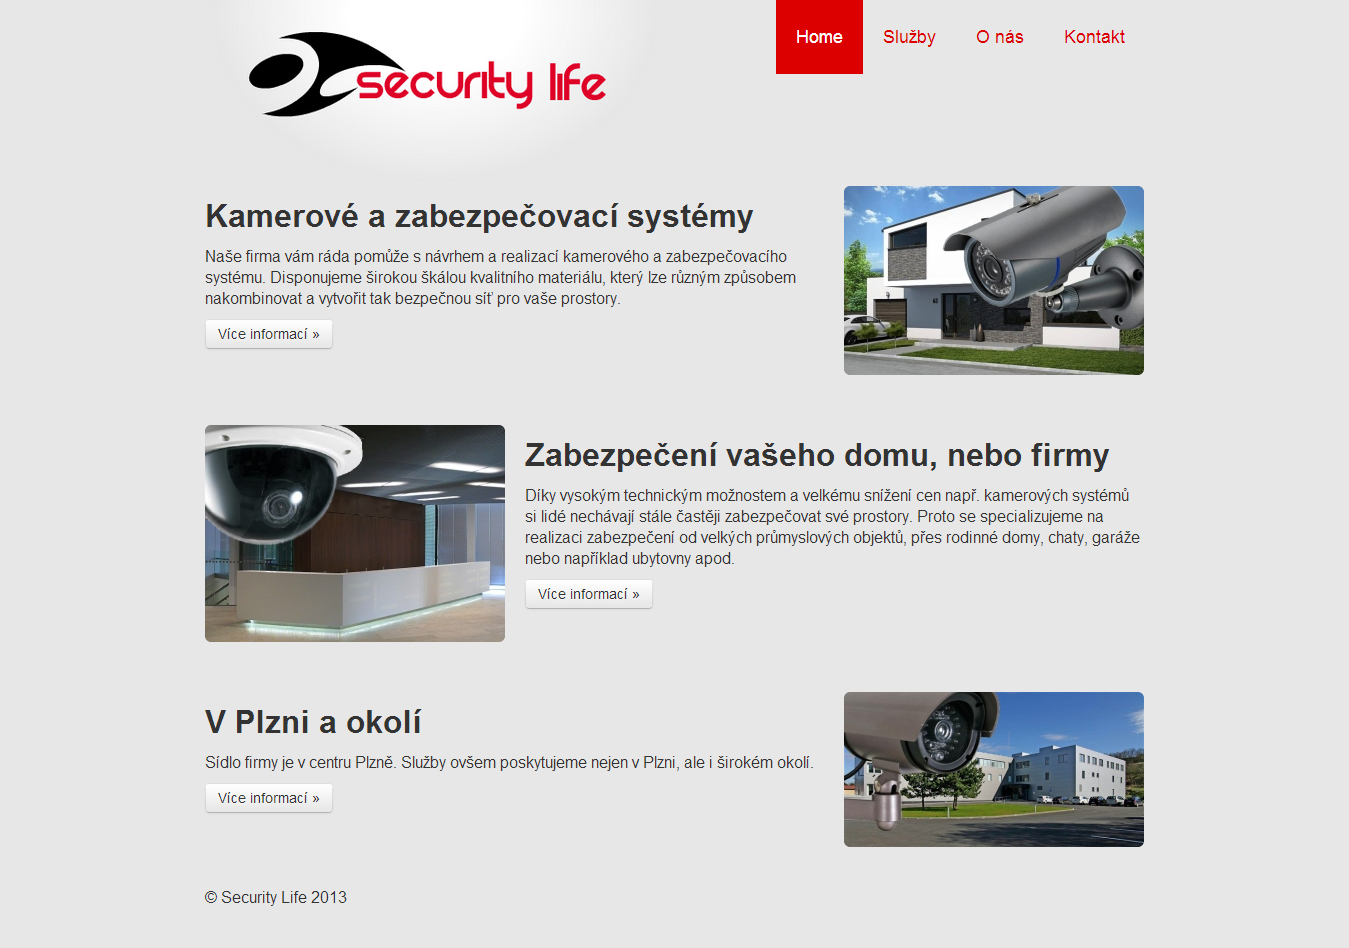 security life
Home
Služby
O nás
Kontakt
Kamerové a zabezpečovací systémy
Naše firma vám ráda pomůže s návrhem a realizací kamerového a zabezpečovacího
systému. Disponujeme širokou škálou kvalitního materiálu, který lze různým způsobem
nakombinovat a vytvořit tak bezpečnou síť pro vaše prostory.
Více informací »
Zabezpečení vašeho domu, nebo firmy
Díky vysokým technickým možnostem a velkému snížení cen např. kamerových systémů
si lidé nechávají stále častěji zabezpečovat své prostory. Proto se specializujeme na
realizaci zabezpečení od velkých průmyslových objektů, přes rodinné domy, chaty, garáže
nebo například ubytovny apod.
Více informací »
V Plzni a okolí
Sídlo firmy je v centru Plzně. Služby ovšem poskytujeme nejen v Plzni, ale i širokém okolí.
Více informací »
© Security Life 2013